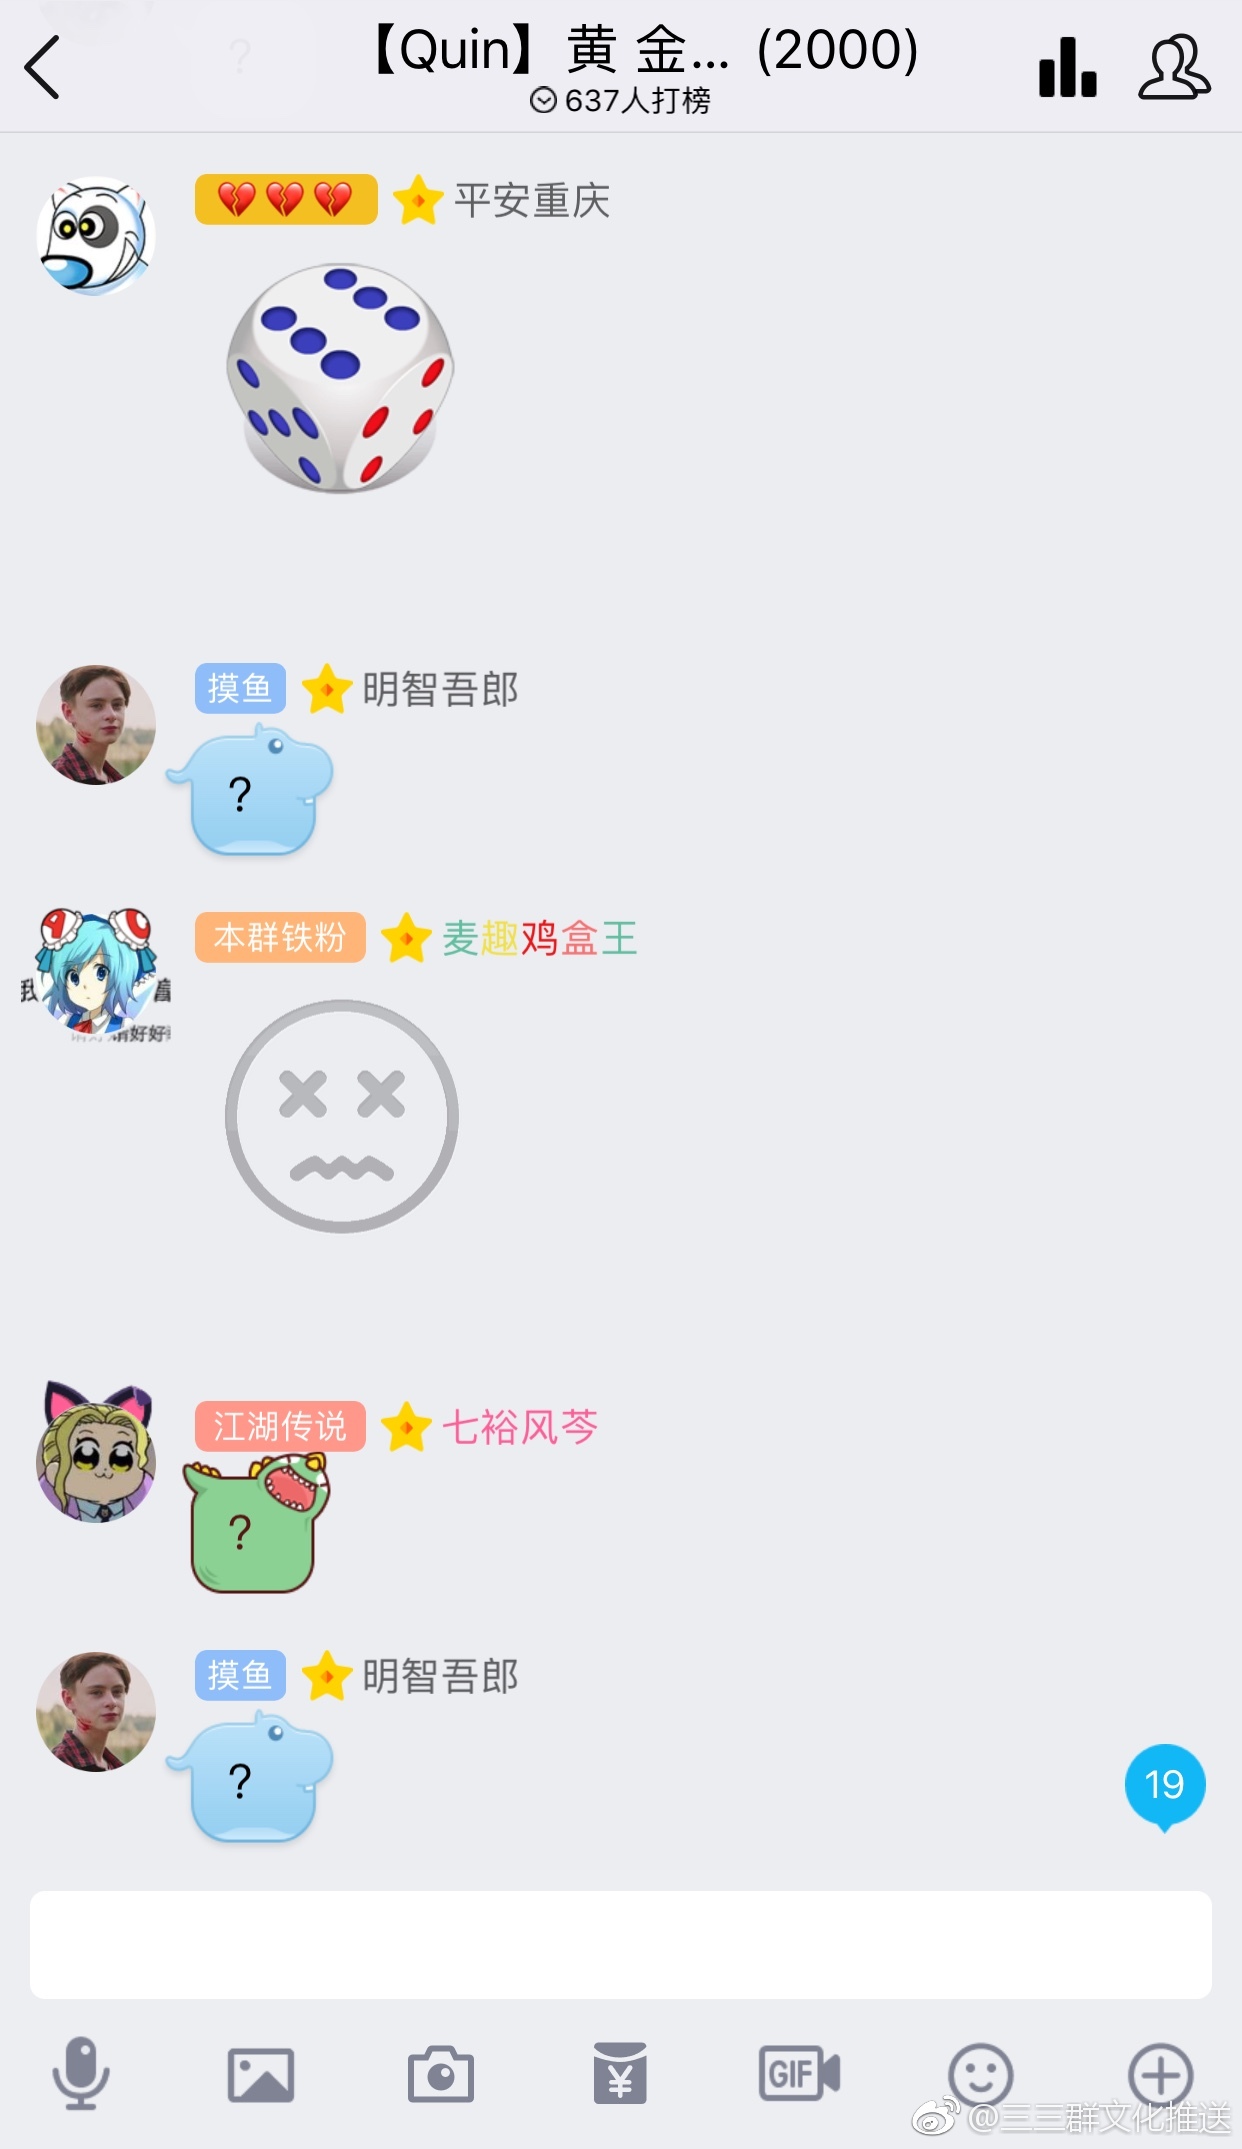 【Quin】黄 金... (2000)
637人打榜
平安重庆
摸鱼 明智吾郎
?
本群铁粉 麦趣鸡盒王
江湖传说 七裕风芩
?
摸鱼 明智吾郎
?
19
¥
GIF
@三三群文化推送